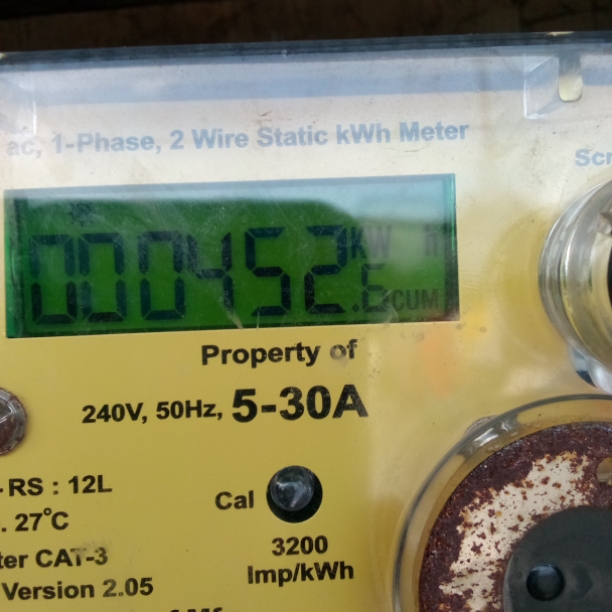 ac, 1-Phase, 2 Wire Static kWh Meter
Scr
000452.6 KW h
CUM
Property of
240V, 50Hz, 5-30A
-RS : 12L
Cal
. 27°C
3200
ter CAT-3
Imp/kWh
Version 2.05